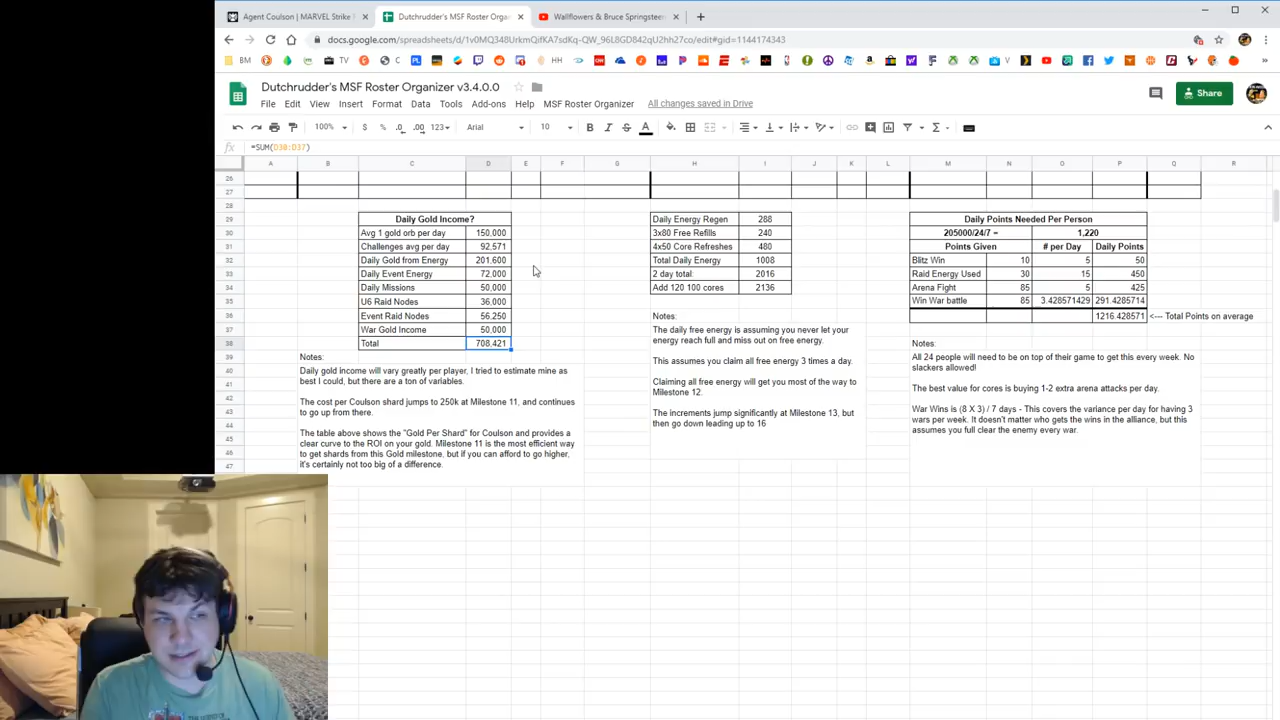 Agent Coulson | MARVEL Strike
Dutchrudder's MSF Roster Organi
Wallflowers & Bruce Springsteen
docs.google.com/spreadsheets/d/1v0MQ348UrkmQifKA7sdKq-QW_96L8GD842qU2hh27co/edit#gid=1144174343
BM
TV
C
PL
HH
Dutchrudder's MSF Roster Organizer v3.4.0.0
File Edit View Insert Format Data Tools Add-ons Help MSF Roster Organizer All changes saved in Drive
Share
100% $ % .0 .00 123 Arial 10 B I S A
fx =SUM(D30:D37)
A B C D E F G H I J K L M N O P Q R
26
27
28
29 Daily Gold Income? Daily Energy Regen 288 Daily Points Needed Per Person
30 Avg 1 gold orb per day 150,000 3x80 Free Refills 240 205000/24/7 = 1,220
31 Challenges avg per day 92,571 4x50 Core Refreshes 480 Points Given # per Day Daily Points
32 Daily Gold from Energy 201,600 Total Daily Energy 1008 Blitz Win 10 5 50
33 Daily Event Energy 72,000 2 day total: 2016 Raid Energy Used 30 15 450
34 Daily Missions 50,000 Add 120 100 cores 2136 Arena Fight 85 5 425
35 U6 Raid Nodes 36,000 Win War battle 85 3.428571429 291.4285714
36 Event Raid Nodes 56,250 Notes: 1216.428571 <--- Total Points on average
37 War Gold Income 50,000
38 Total 708,421
39
40
41
42
43
44
45
46
47
Notes:
Daily gold income will vary greatly per player, I tried to estimate mine as
best I could, but there are a ton of variables.
The cost per Coulson shard jumps to 250k at Milestone 11, and continues
to go up from there.
The table above shows the "Gold Per Shard" for Coulson and provides a
clear curve to the ROI on your gold. Milestone 11 is the most efficient way
to get shards from this Gold milestone, but if you can afford to go higher,
it's certainly not too big of a difference.
The daily free energy is assuming you never let your
energy reach full and miss out on free energy.
This assumes you claim all free energy 3 times a day.
Claiming all free energy will get you most of the way to
Milestone 12.
The increments jump significantly at Milestone 13, but
then go down leading up to 16
Notes:
All 24 people will need to be on top of their game to get this every week. No
slackers allowed!
The best value for cores is buying 1-2 extra arena attacks per day.
War Wins is (8 X 3) / 7 days - This covers the variance per day for having 3
wars per week. It doesn't matter who gets the wins in the alliance, but this
assumes you full clear the enemy every war.